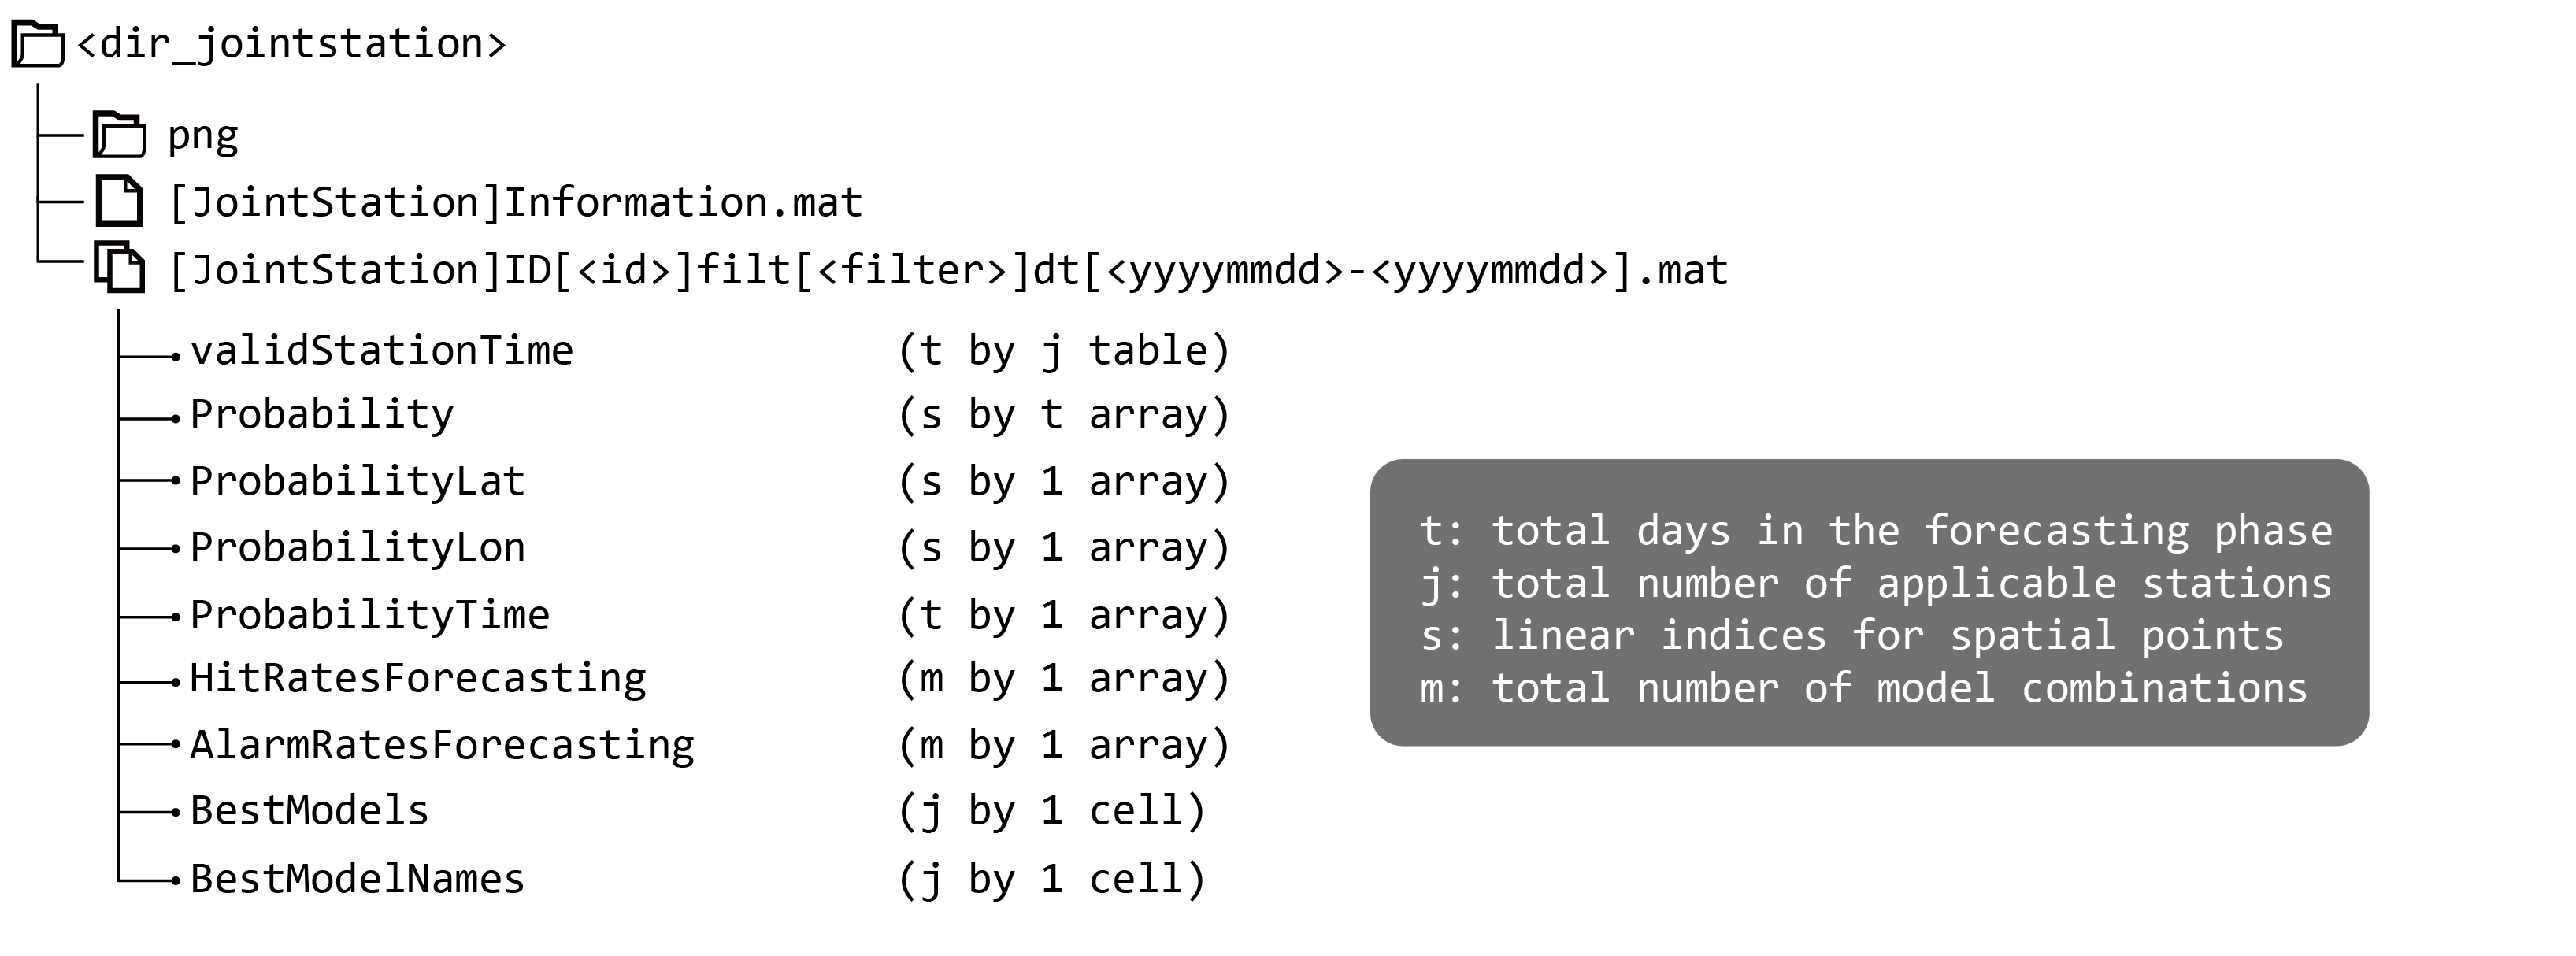 <dir_jointstation>
png
[JointStation]Information.mat
[JointStation]ID[<id>]filt[<filter>]dt[<yyyymmdd>-<yyyymmdd>].mat
validStationTime (t by j table)
Probability (s by t array)
ProbabilityLat (s by 1 array)
ProbabilityLon (s by 1 array)
ProbabilityTime (t by 1 array)
HitRatesForecasting (m by 1 array)
AlarmRatesForecasting (m by 1 array)
BestModels (j by 1 cell)
BestModelNames (j by 1 cell)
t: total days in the forecasting phase
j: total number of applicable stations
s: linear indices for spatial points
m: total number of model combinations